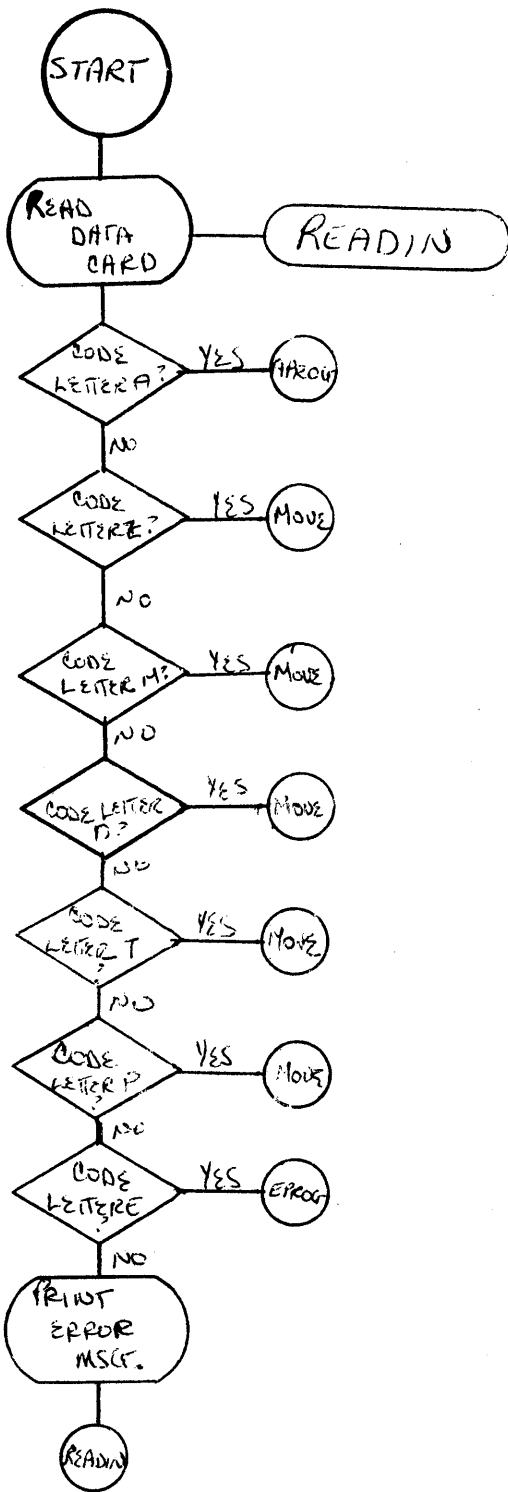 START
READ
DATA
CARD
READIN
CODE
LETTER A?
YES
NO
CODE
LETTER Z?
YES
MOVE
NO
CODE
LETTER M?
YES
MOVE
NO
CODE LETTER
D?
YES
MOVE
NO
CODE
LETTER T
?
YES
MOVE
NO
CODE
LETTER P
?
YES
MOVE
NO
CODE
LETTER E
?
YES
EPROG
NO
PRINT
ERROR
MSG.
READIN